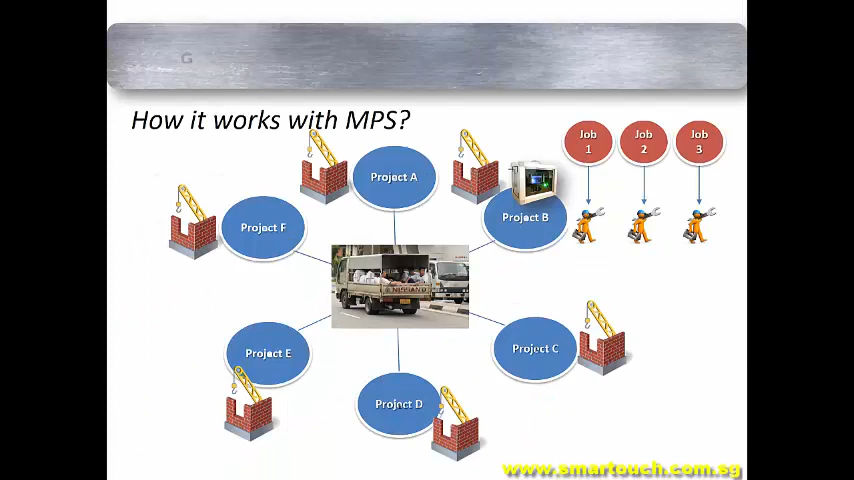 G
How it works with MPS?
Job
1
Job
2
Job
3
Project A
Project B
Project F
NISSAN
Project C
Project E
Project D
www.smartouch.com.sg